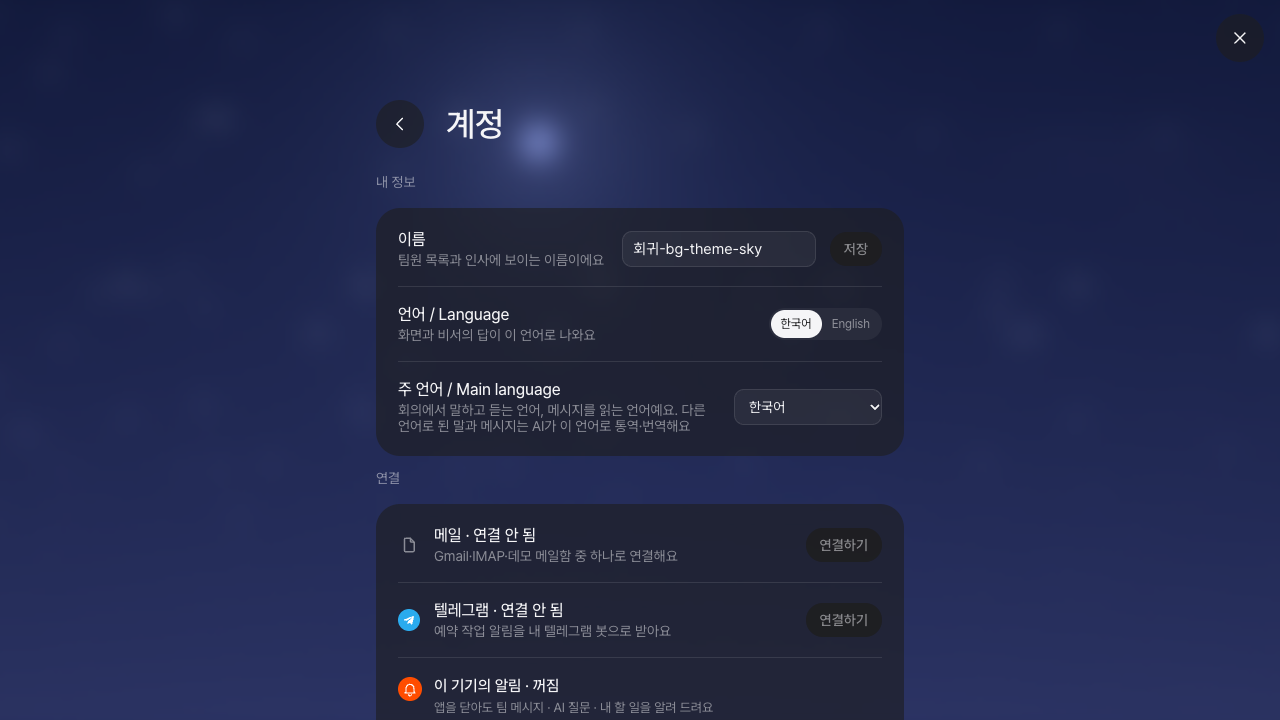 계정
내 정보
이름
팀원 목록과 인사에 보이는 이름이에요
회귀-bg-theme-sky
저장
언어 / Language
화면과 비서의 답이 이 언어로 나와요
한국어
English
주 언어 / Main language
회의에서 말하고 듣는 언어, 메시지를 읽는 언어예요. 다른
언어로 된 말과 메시지는 AI가 이 언어로 통역·번역해요
한국어
연결
메일 · 연결 안 됨
Gmail·IMAP·데모 메일함 중 하나로 연결해요
연결하기
텔레그램 · 연결 안 됨
예약 작업 알림을 내 텔레그램 봇으로 받아요
연결하기
이 기기의 알림 · 꺼짐
앱을 닫아도 팀 메시지 · AI 질문 · 내 할 일을 알려 드려요